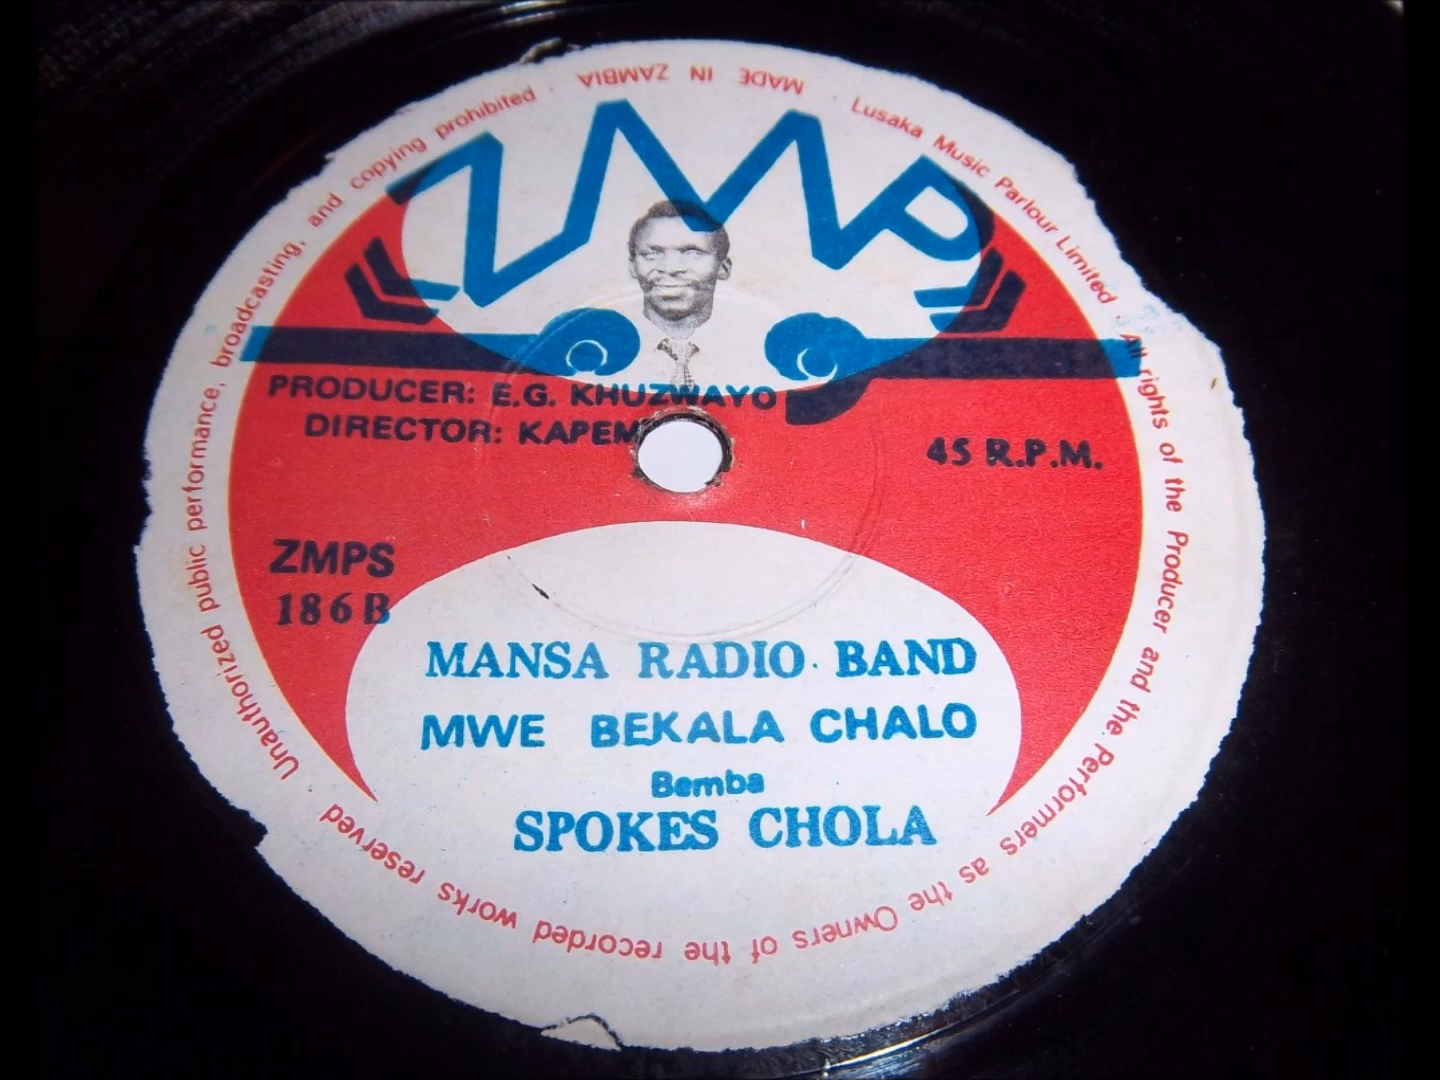 ZMP
PRODUCER: E.G. KHUZWAYO
DIRECTOR:
45 R.P.M.
ZMPS
186 B
MANSA RADIO BAND
MWE BEKALA CHALO
Bemba
SPOKES CHOLA
Lusaka Music Parlour Limited. All rights of the Producer and the Performers as the Owners of the recorded works reserved. Unauthorized public performance, broadcasting, and copying prohibited. MADE IN ZAMBIA